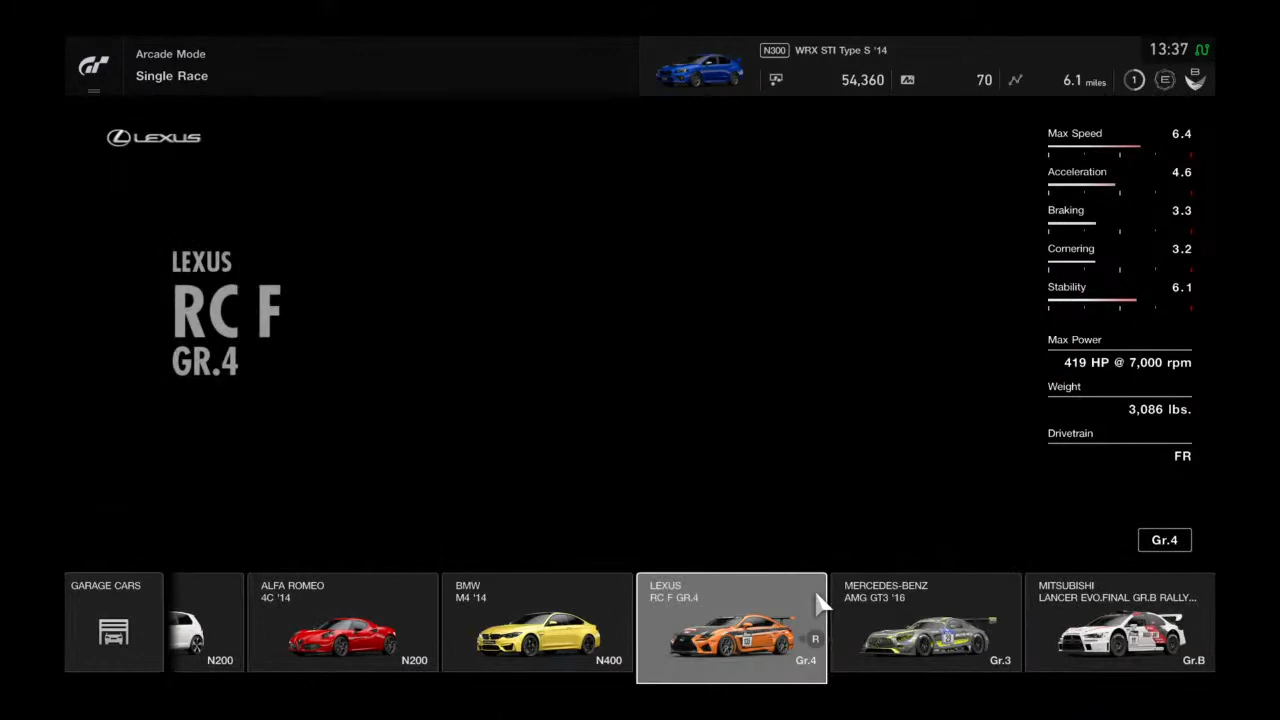 GT
Arcade Mode
Single Race
N300 WRX STI Type S '14
54,360 70 6.1 miles 1 E B
13:37
LEXUS
LEXUS
RC F
GR.4
Max Speed 6.4
Acceleration 4.6
Braking 3.3
Cornering 3.2
Stability 6.1
Max Power
419 HP @ 7,000 rpm
Weight
3,086 lbs.
Drivetrain
FR
Gr.4
GARAGE CARS
N200
ALFA ROMEO
4C '14
N200
BMW
M4 '14
N400
LEXUS
RC F GR.4
R
Gr.4
MERCEDES-BENZ
AMG GT3 '16
Gr.3
MITSUBISHI
LANCER EVO.FINAL GR.B RALLY...
Gr.B